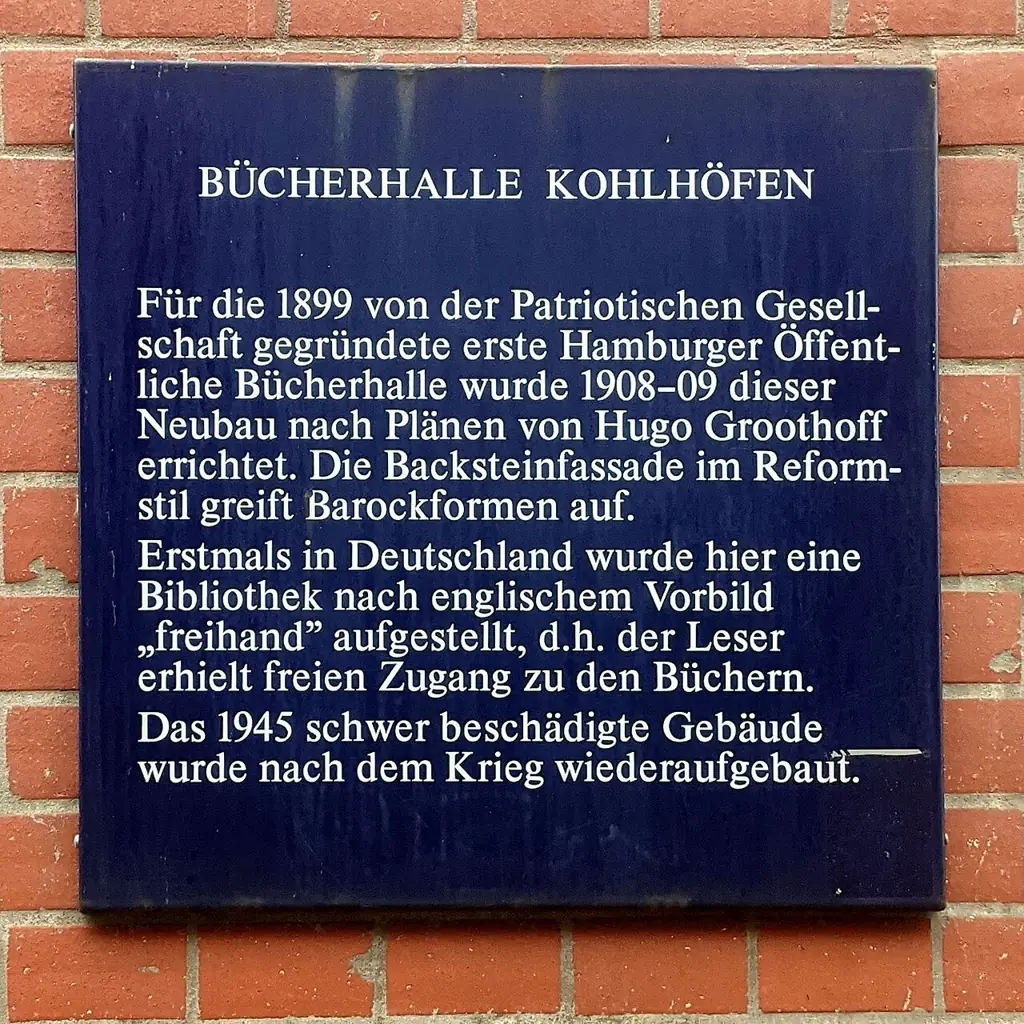 BÜCHERHALLE KOHLHÖFEN
Für die 1899 von der Patriotischen Gesell-
schaft gegründete erste Hamburger Öffent-
liche Bücherhalle wurde 1908–09 dieser
Neubau nach Plänen von Hugo Groothoff
errichtet. Die Backsteinfassade im Reform-
stil greift Barockformen auf.
Erstmals in Deutschland wurde hier eine
Bibliothek nach englischem Vorbild
„freihand” aufgestellt, d.h. der Leser
erhielt freien Zugang zu den Büchern.
Das 1945 schwer beschädigte Gebäude
wurde nach dem Krieg wiederaufgebaut.